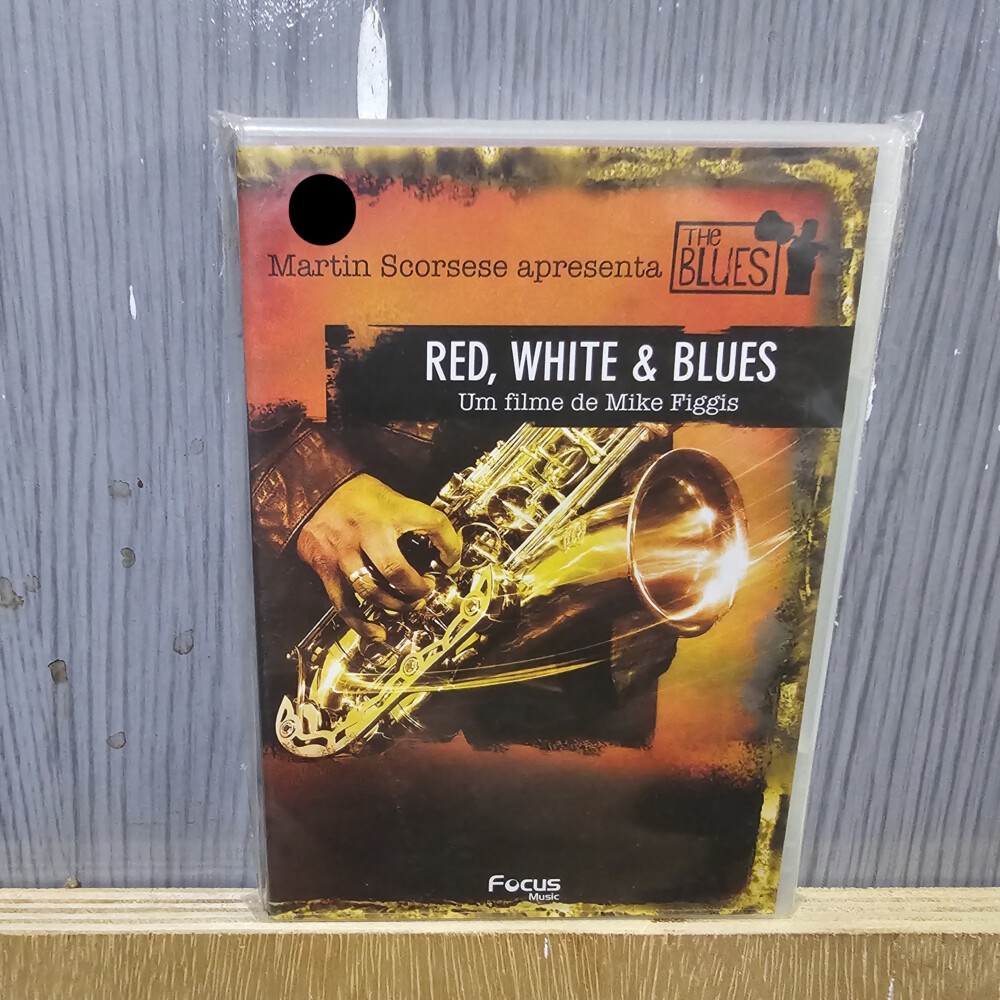 Martin Scorsese apresenta
The
BLUES
RED, WHITE & BLUES
Um filme de Mike Figgis
Focus
Music